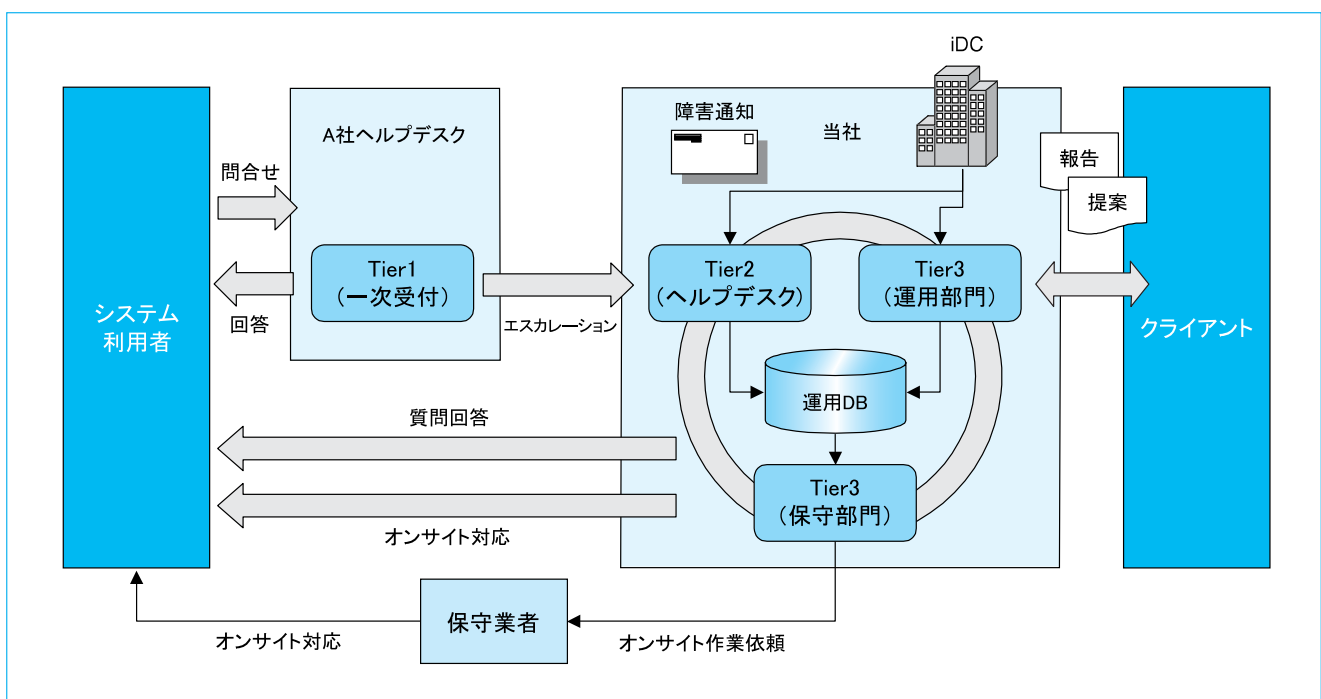 iDC
障害通知
当社
A社ヘルプデスク
報告
提案
問合せ
Tier1
（一次受付）
Tier2
（ヘルプデスク）
Tier3
（運用部門）
システム
利用者
回答
エスカレーション
クライアント
運用DB
質問回答
Tier3
（保守部門）
オンサイト対応
保守業者
オンサイト対応
オンサイト作業依頼